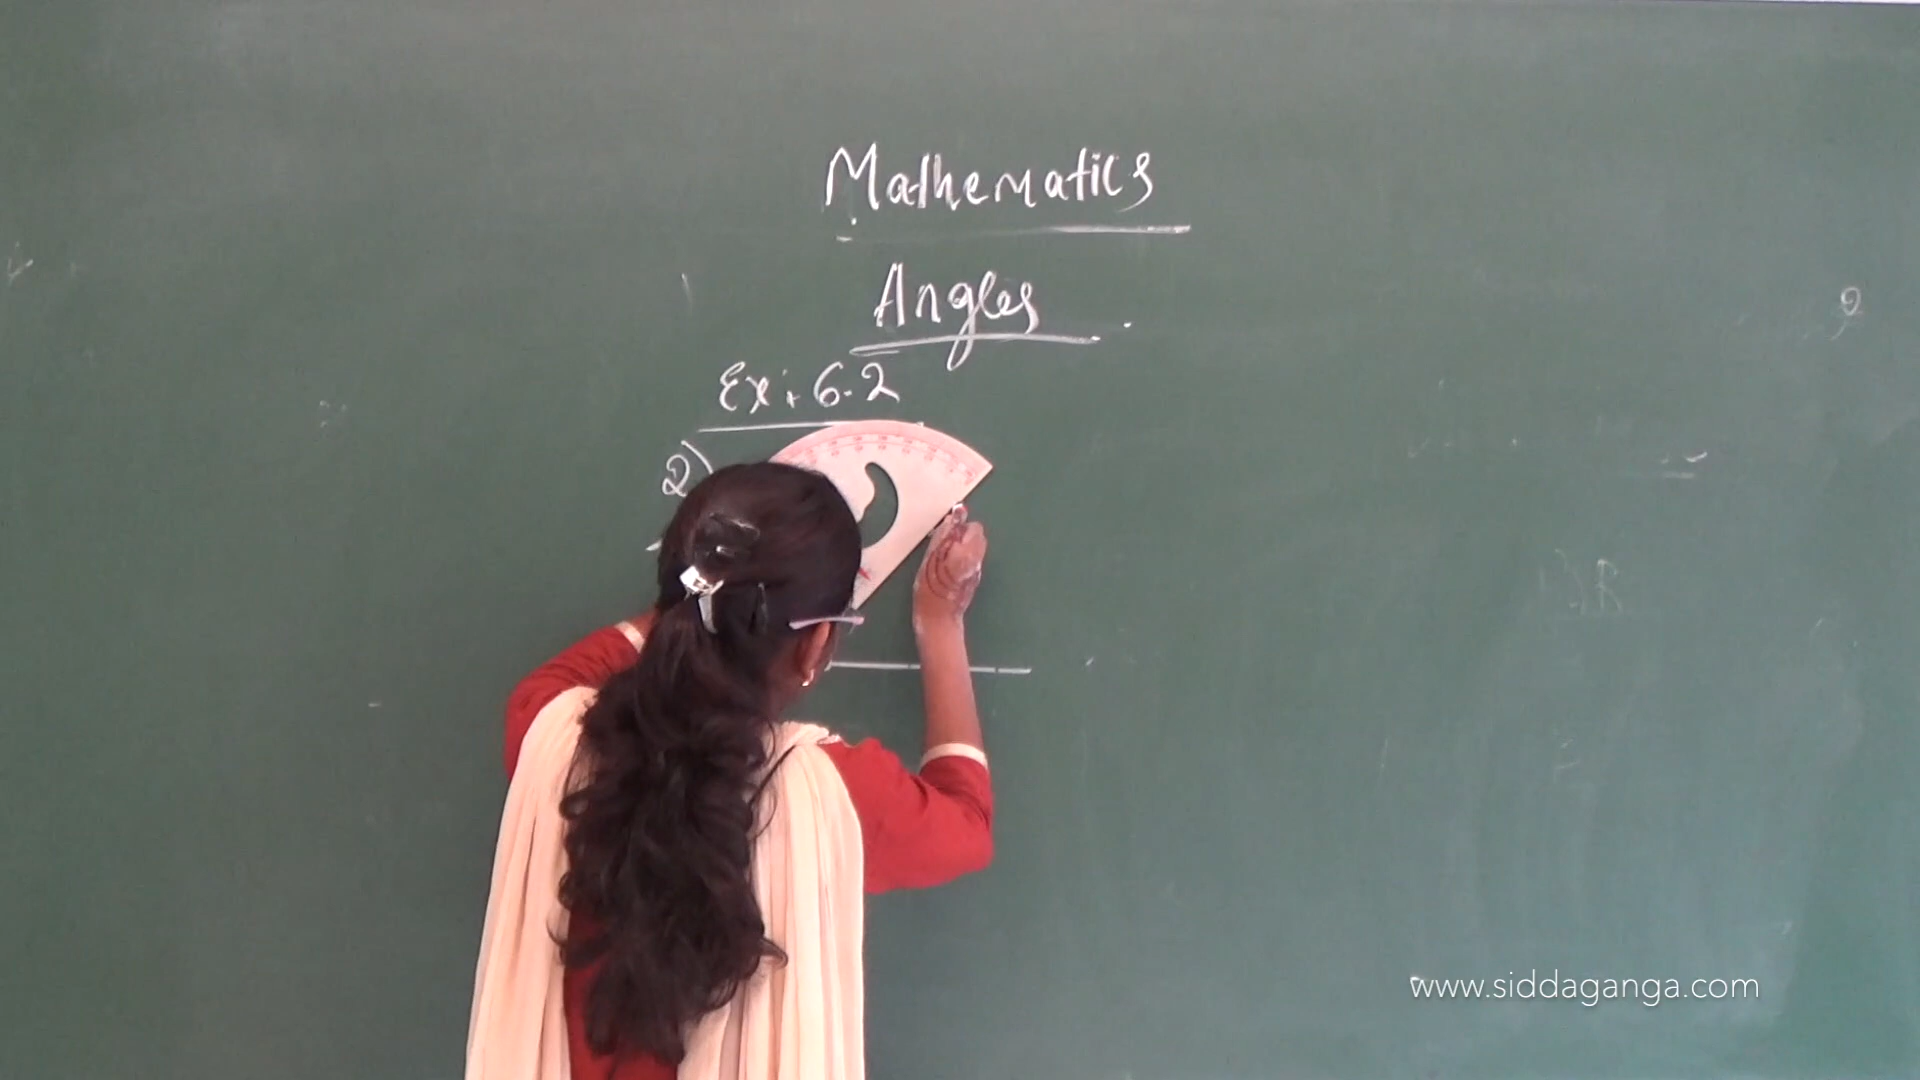 Mathematics
Angles
Ex: 6.2
2)
www.siddaganga.com